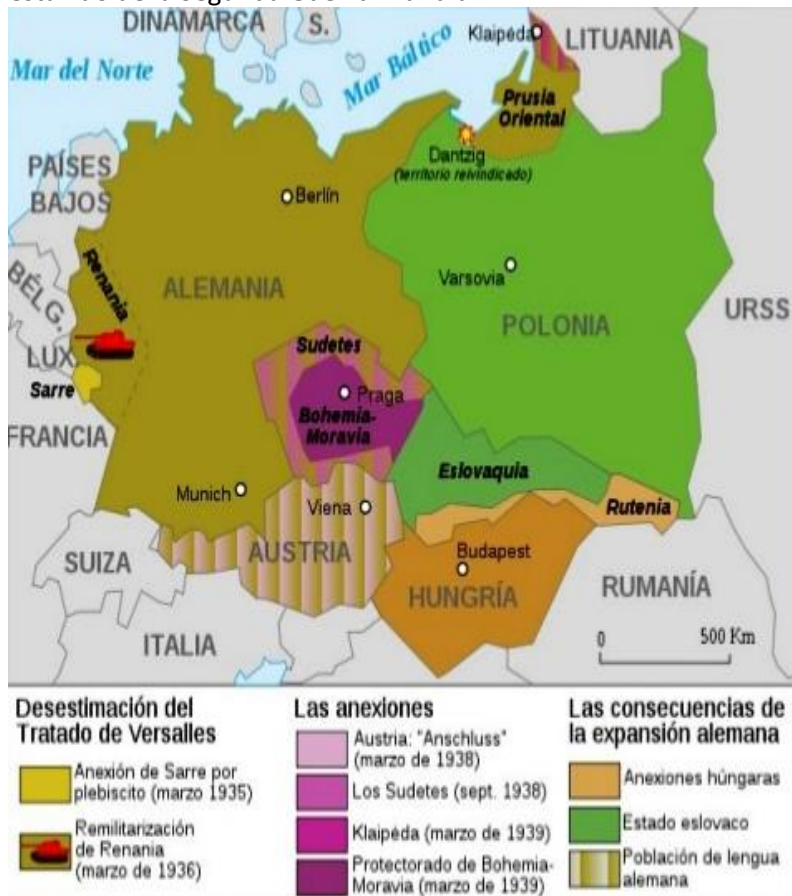 DINAMARCA
S.
Klaipėda
LITUANIA
Mar del Norte
Mar Báltico
Prusia
Oriental
Dantzig
(territorio reivindicado)
PAÍSES
BAJOS
Berlín
BÉLG.
Renania
ALEMANIA
Varsovia
POLONIA
URSS
LUX.
Sarre
Sudetes
Praga
Bohemia-
Moravia
FRANCIA
Eslovaquia
Munich
Viena
Rutenia
SUIZA
AUSTRIA
Budapest
HUNGRÍA
RUMANÍA
ITALIA
0 500 Km
Desestimación del
Tratado de Versalles
Anexión de Sarre por
plebiscito (marzo 1935)
Remilitarización
de Renania
(marzo de 1936)
Las anexiones
Austria: "Anschluss"
(marzo de 1938)
Los Sudetes (sept. 1938)
Klaipėda (marzo de 1939)
Protectorado de Bohemia-
Moravia (marzo de 1939)
Las consecuencias de
la expansión alemana
Anexiones húngaras
Estado eslovaco
Población de lengua
alemana